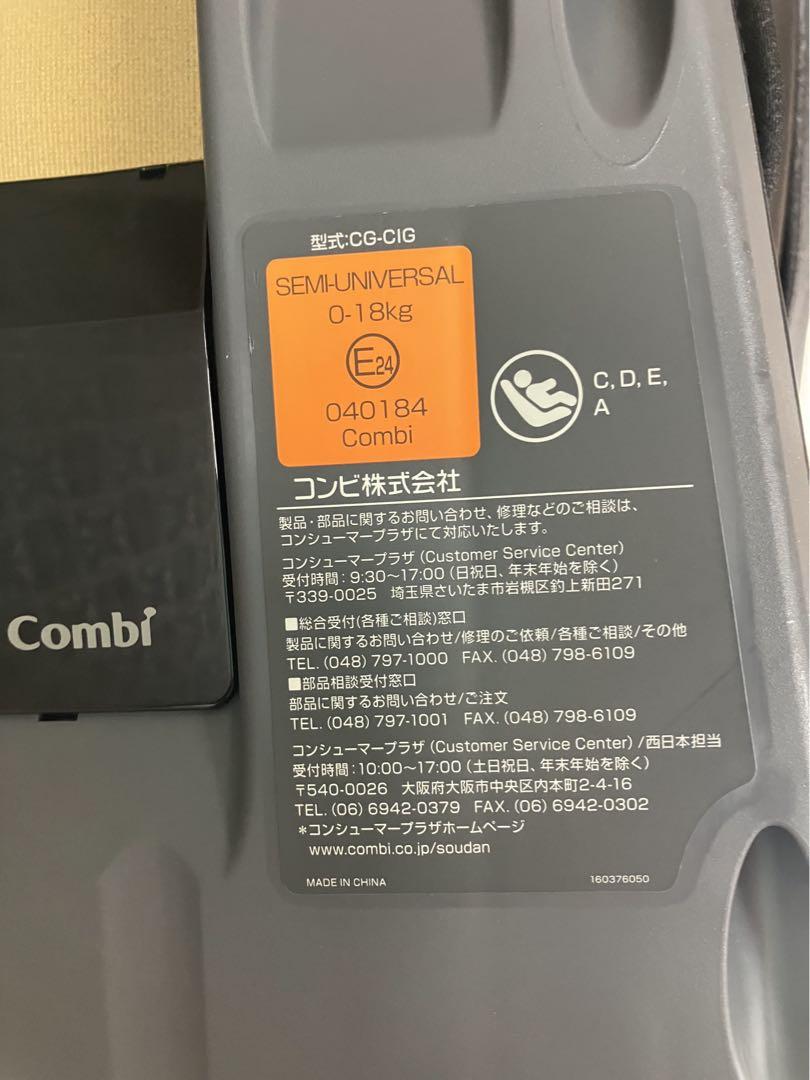 型式:CG-CIG
SEMI-UNIVERSAL
0-18kg
E24
040184
Combi
C, D, E,
A
コンビ株式会社
製品・部品に関するお問い合わせ、修理などのご相談は、
コンシューマープラザにて対応いたします。
コンシューマープラザ (Customer Service Center)
受付時間：9:30～17:00 (日祝日、年末年始を除く)
〒339-0025 埼玉県さいたま市岩槻区釣上新田271
■総合受付(各種ご相談)窓口
製品に関するお問い合わせ/修理のご依頼/各種ご相談/その他
TEL. (048) 797-1000 FAX. (048) 798-6109
■部品相談受付窓口
部品に関するお問い合わせ/ご注文
TEL. (048) 797-1001 FAX. (048) 798-6109
コンシューマープラザ (Customer Service Center) /西日本担当
受付時間：10:00～17:00 (土日祝日、年末年始を除く)
〒540-0026 大阪府大阪市中央区内本町2-4-16
TEL. (06) 6942-0379 FAX. (06) 6942-0302
*コンシューマープラザホームページ
www.combi.co.jp/soudan
MADE IN CHINA 160376050
Combi